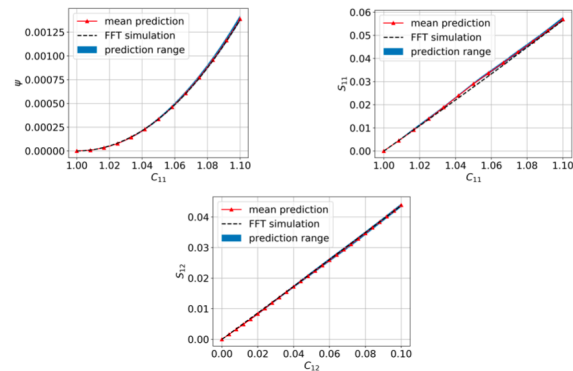 mean prediction
FFT simulation
prediction range
0.00125
0.00100
0.00075
0.00050
0.00025
0.00000
ψ
1.00 1.02 1.04 1.06 1.08 1.10
C11
mean prediction
FFT simulation
prediction range
0.06
0.05
0.04
0.03
0.02
0.01
0.00
S11
1.00 1.02 1.04 1.06 1.08 1.10
C11
mean prediction
FFT simulation
prediction range
0.04
0.03
0.02
0.01
0.00
S12
0.00 0.02 0.04 0.06 0.08 0.10
C12